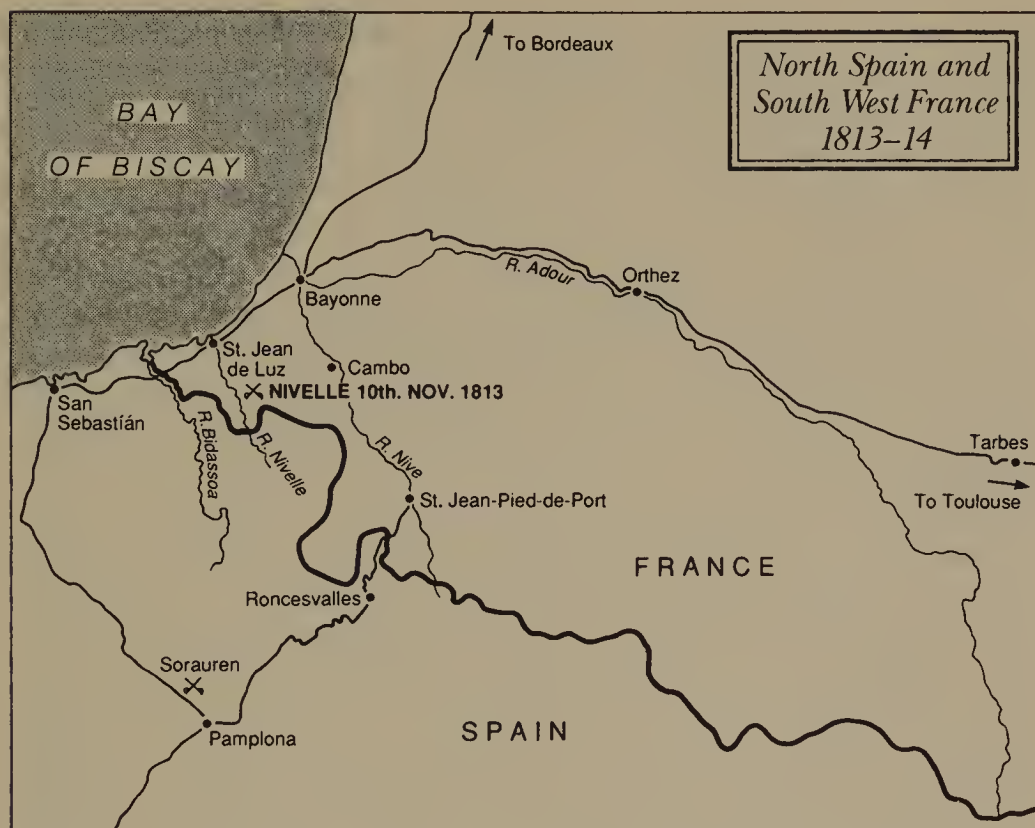 To Bordeaux
North Spain and
South West France
1813–14
BAY
OF BISCAY
R. Adour
Orthez
Bayonne
St. Jean
de Luz
Cambo
NIVELLE 10th. NOV. 1813
San
Sebastíán
R. Bidassoa
R. Nivelle
R. Nive
Tarbes
To Toulouse
St. Jean-Pied-de-Port
FRANCE
Roncesvalles
Sorauren
SPAIN
Pamplona